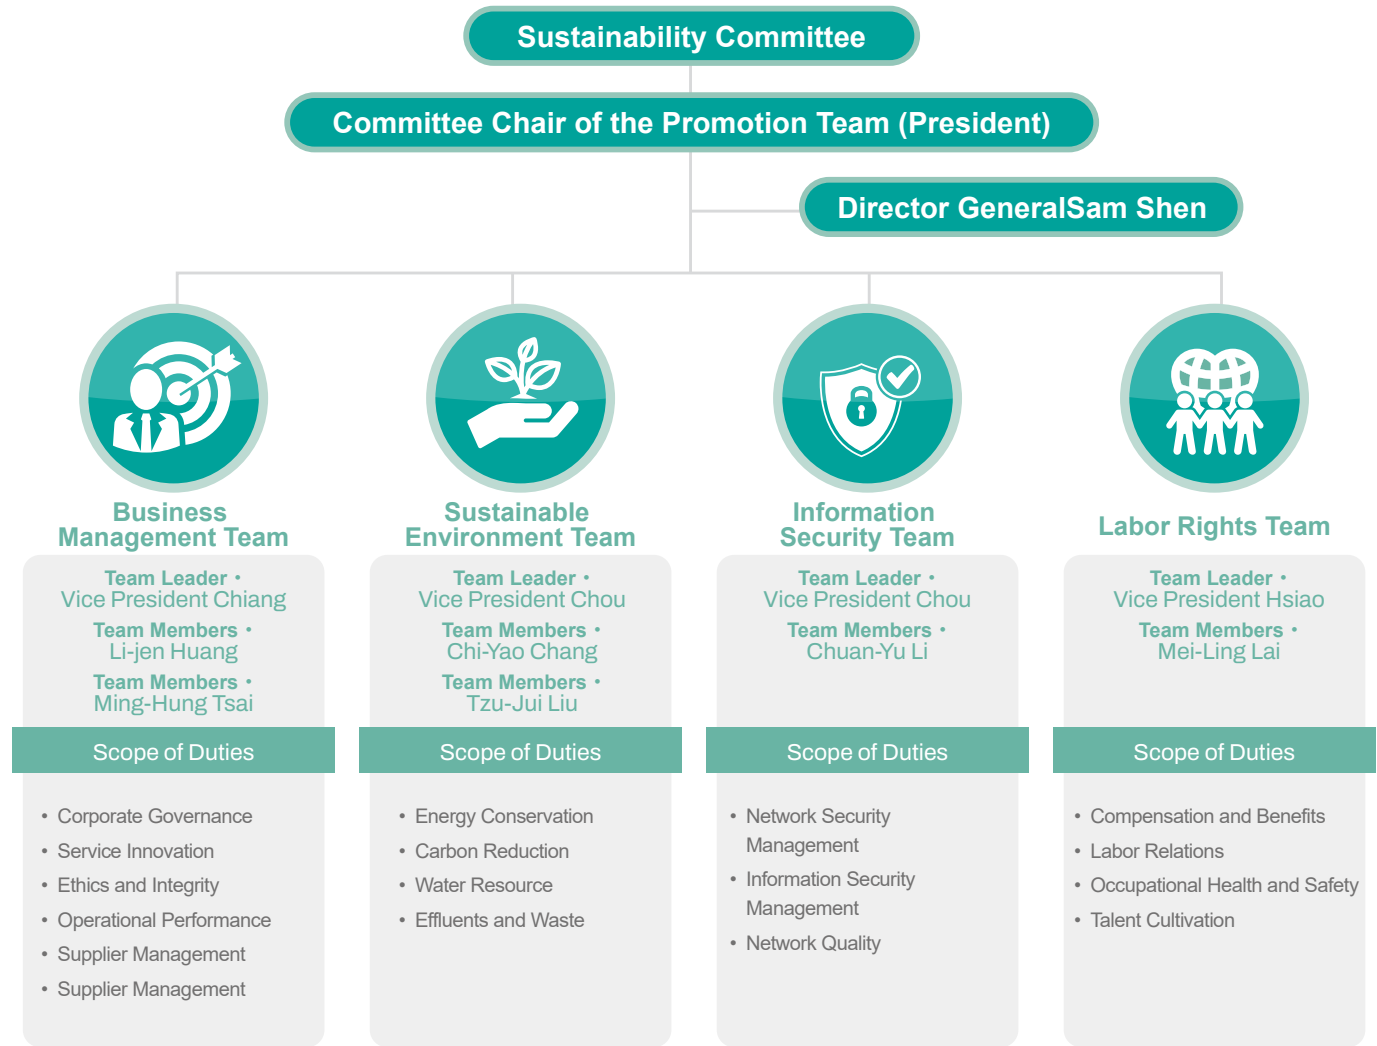 Sustainability Committee
Committee Chair of the Promotion Team (President)
Director GeneralSam Shen
Business
Management Team
Team Leader •
Vice President Chiang
Team Members •
Li-jen Huang
Team Members •
Ming-Hung Tsai
Scope of Duties
• Corporate Governance
• Service Innovation
• Ethics and Integrity
• Operational Performance
• Supplier Management
• Supplier Management
Sustainable
Environment Team
Team Leader •
Vice President Chou
Team Members •
Chi-Yao Chang
Team Members •
Tzu-Jui Liu
Scope of Duties
• Energy Conservation
• Carbon Reduction
• Water Resource
• Effluents and Waste
Information
Security Team
Team Leader •
Vice President Chou
Team Members •
Chuan-Yu Li
Scope of Duties
• Network Security
Management
• Information Security
Management
• Network Quality
Labor Rights Team
Team Leader •
Vice President Hsiao
Team Members •
Mei-Ling Lai
Scope of Duties
• Compensation and Benefits
• Labor Relations
• Occupational Health and Safety
• Talent Cultivation